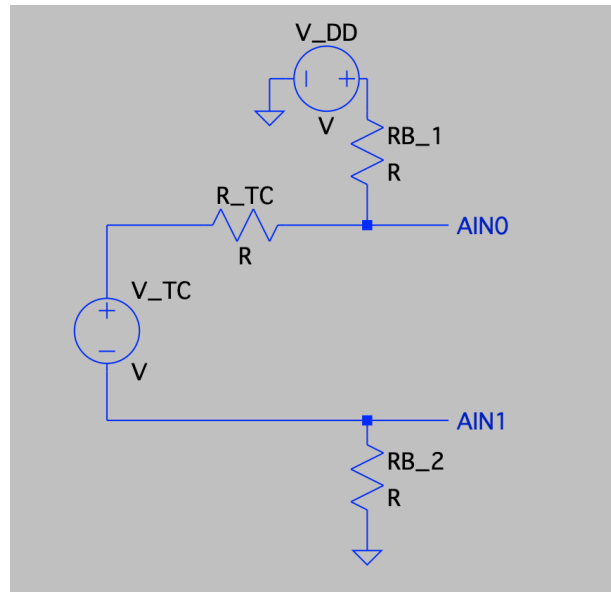 V_DD
V
RB_1
R
R_TC
R
AIN0
V_TC
V
AIN1
RB_2
R